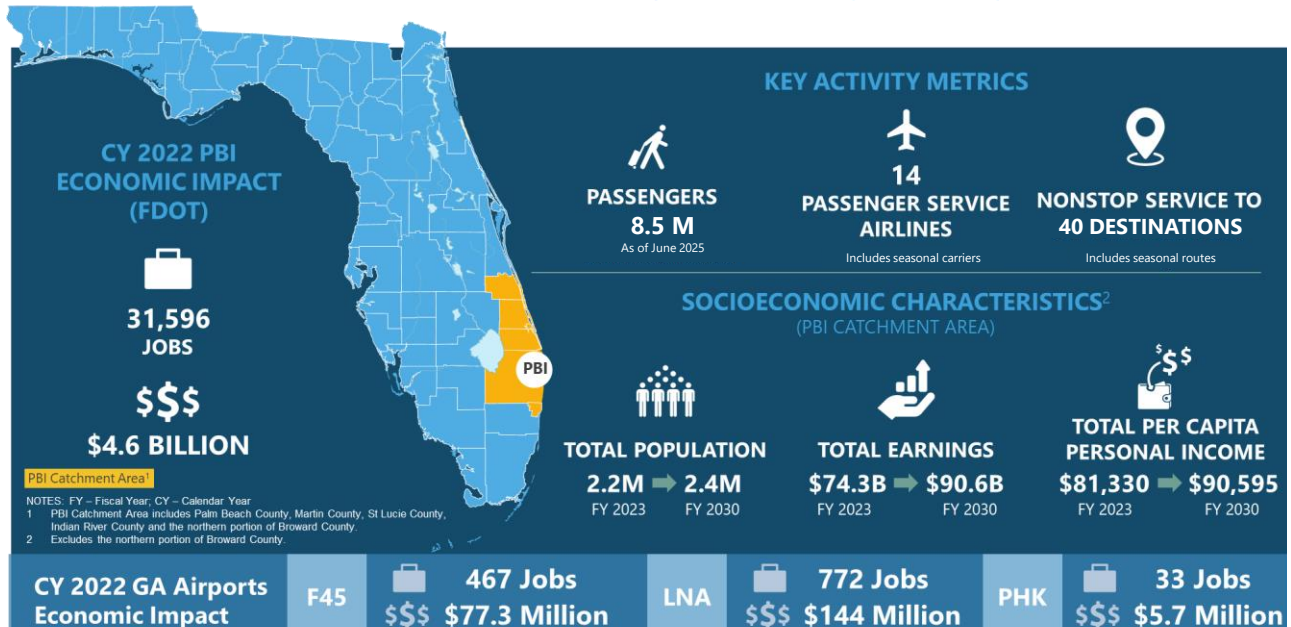 CY 2022 PBI
ECONOMIC IMPACT
(FDOT)
31,596
JOBS
$$$
$4.6 BILLION
PBI Catchment Area¹
NOTES: FY – Fiscal Year; CY – Calendar Year
1 PBI Catchment Area includes Palm Beach County, Martin County, St Lucie County,
Indian River County and the northern portion of Broward County.
2 Excludes the northern portion of Broward County.
PBI
KEY ACTIVITY METRICS
PASSENGERS
8.5 M
As of June 2025
14
PASSENGER SERVICE
AIRLINES
Includes seasonal carriers
NONSTOP SERVICE TO
40 DESTINATIONS
Includes seasonal routes
SOCIOECONOMIC CHARACTERISTICS²
(PBI CATCHMENT AREA)
TOTAL POPULATION
2.2M 2.4M
FY 2023 FY 2030
TOTAL EARNINGS
$74.3B $90.6B
FY 2023 FY 2030
$$$
TOTAL PER CAPITA
PERSONAL INCOME
$81,330 $90,595
FY 2023 FY 2030
CY 2022 GA Airports
Economic Impact
F45
467 Jobs
$$$ $77.3 Million
LNA
772 Jobs
$$$ $144 Million
PHK
33 Jobs
$$$ $5.7 Million